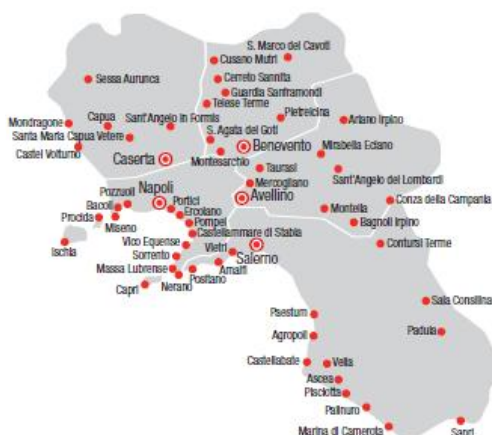 S. Marco del Cavoti
Cusano Mutri
Sessa Aurunca
Cerreto Sannita
Guardia Sanframondi
Telese Terme
Pietrelcina
Mondragone
Capua
Sant'Angelo in Formis
Ariano Irpino
Santa Maria Capua Vetere
S. Agata del Goti
Mirabella Eclano
Castel Volturno
Benevento
Caserta
Montesarchio
Taurasi
Sant'Angelo dei Lombardi
Mercogliano
Napoli
Pozzuoli
Portici
Avellino
Conza della Campania
Bacoli
Ercolano
Montella
Procida
Pompei
Bagnoli Irpino
Miseno
Castellammare di Stabia
Vico Equense
Vietri
Contursi Terme
Ischia
Sorrento
Salerno
Massa Lubrense
Amalfi
Positano
Capri
Nerano
Sala Consilina
Paestum
Agropoli
Padula
Castellabate
Velia
Ascea
Pisciotta
Palinuro
Marina di Camerota
Sapri